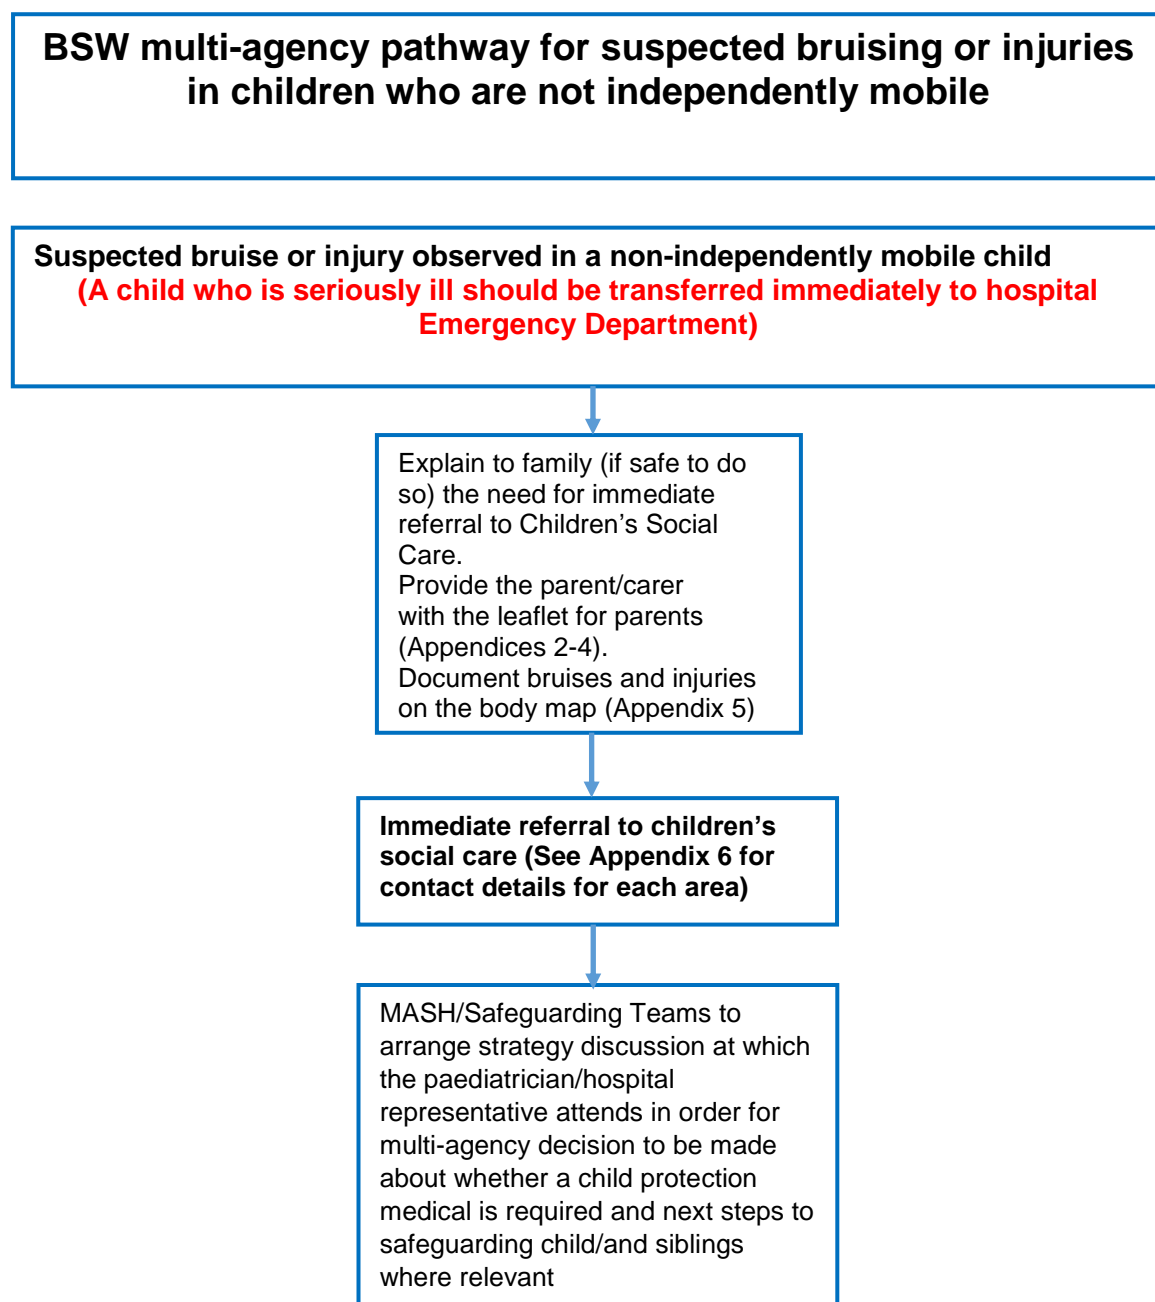 BSW multi-agency pathway for suspected bruising or injuries
in children who are not independently mobile
Suspected bruise or injury observed in a non-independently mobile child
(A child who is seriously ill should be transferred immediately to hospital
Emergency Department)
Explain to family (if safe to do
so) the need for immediate
referral to Children’s Social
Care.
Provide the parent/carer
with the leaflet for parents
(Appendices 2-4).
Document bruises and injuries
on the body map (Appendix 5)
Immediate referral to children’s
social care (See Appendix 6 for
contact details for each area)
MASH/Safeguarding Teams to
arrange strategy discussion at which
the paediatrician/hospital
representative attends in order for
multi-agency decision to be made
about whether a child protection
medical is required and next steps to
safeguarding child/and siblings
where relevant